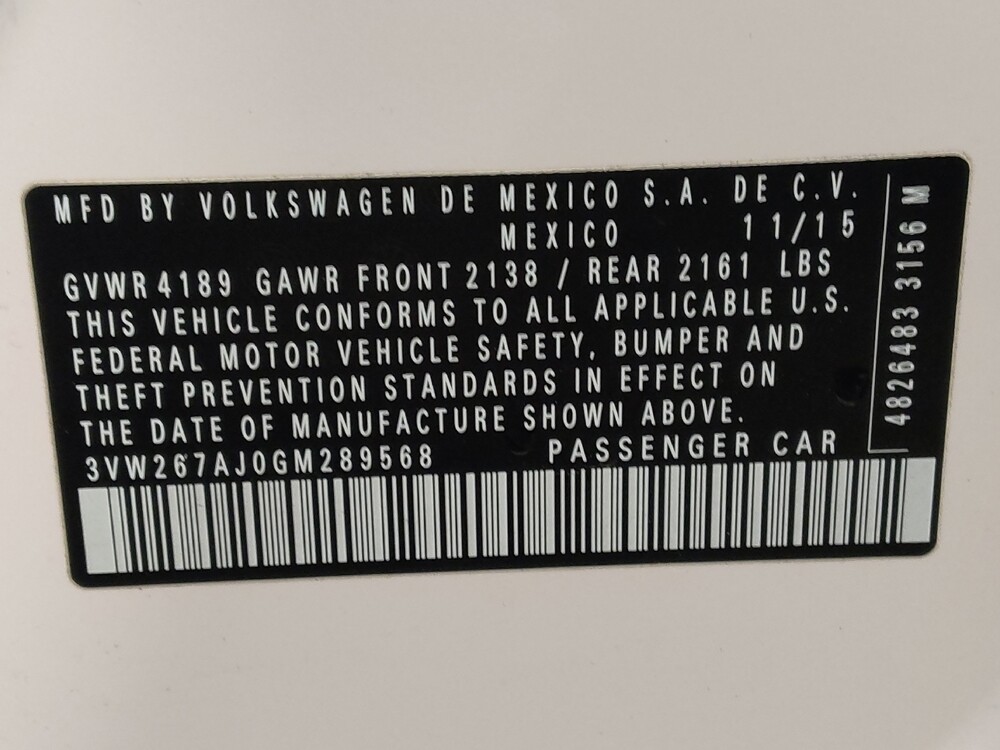 MFD BY VOLKSWAGEN DE MEXICO S.A. DE C.V.
MEXICO 11/15
GVWR 4189 GAWR FRONT 2138 / REAR 2161 LBS
THIS VEHICLE CONFORMS TO ALL APPLICABLE U.S.
FEDERAL MOTOR VEHICLE SAFETY, BUMPER AND
THEFT PREVENTION STANDARDS IN EFFECT ON
THE DATE OF MANUFACTURE SHOWN ABOVE.
3VW267AJ0GM289568 PASSENGER CAR
4826483 3156 M